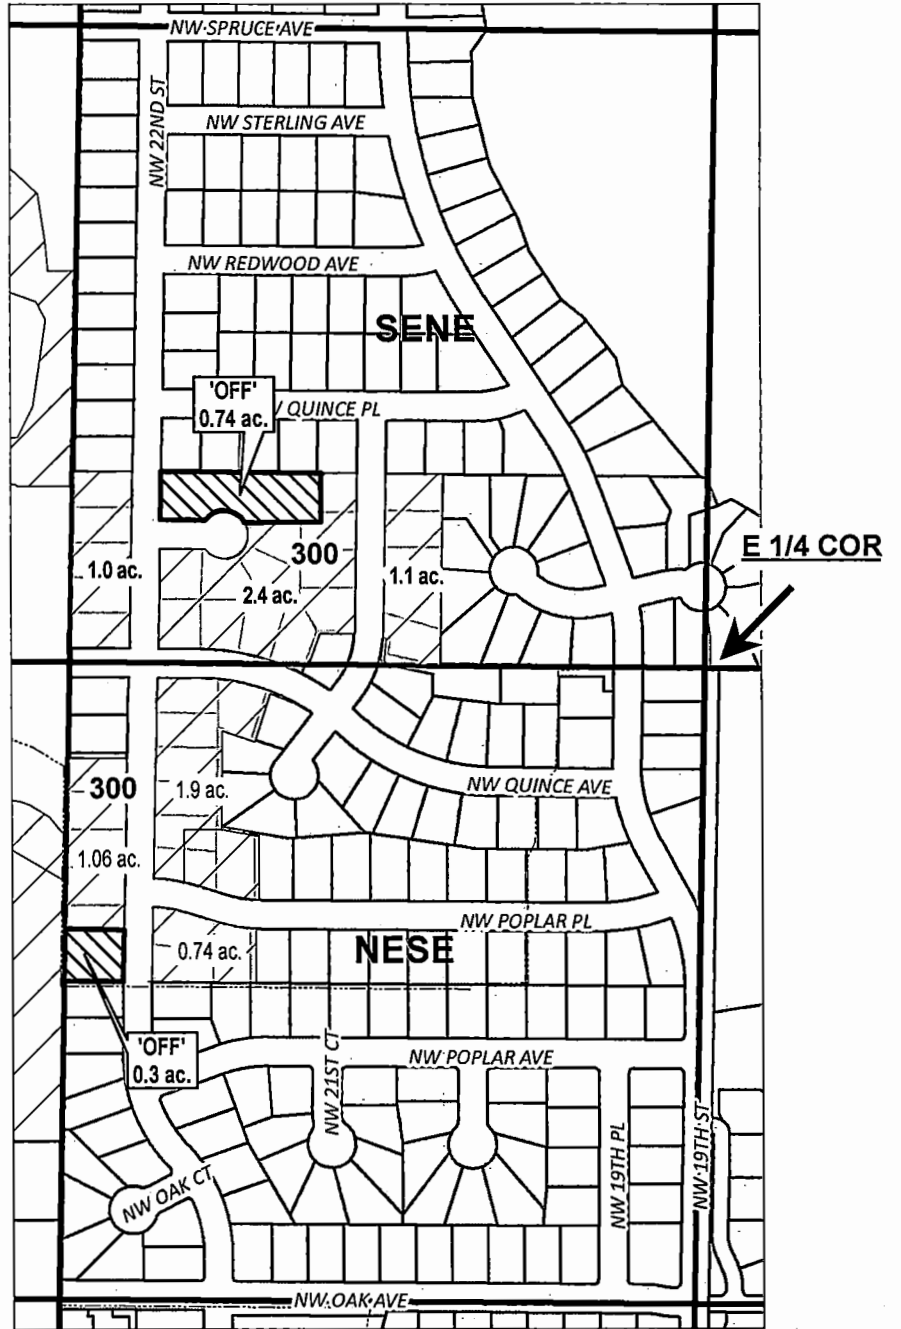 NW SPRUCE AVE
NW 22ND ST
NW STERLING AVE
NW REDWOOD AVE
SENE
'OFF'
0.74 ac.
QUINCE PL
300
1.0 ac.
2.4 ac.
1.1 ac.
E 1/4 COR
300
1.9 ac.
NW QUINCE AVE
1.06 ac.
NW POPLAR PL
0.74 ac.
NESE
'OFF'
0.3 ac.
NW 21ST CT
NW POPLAR AVE
NW 19TH PL
NW 19TH ST
NW OAK CT
NW OAK AVE